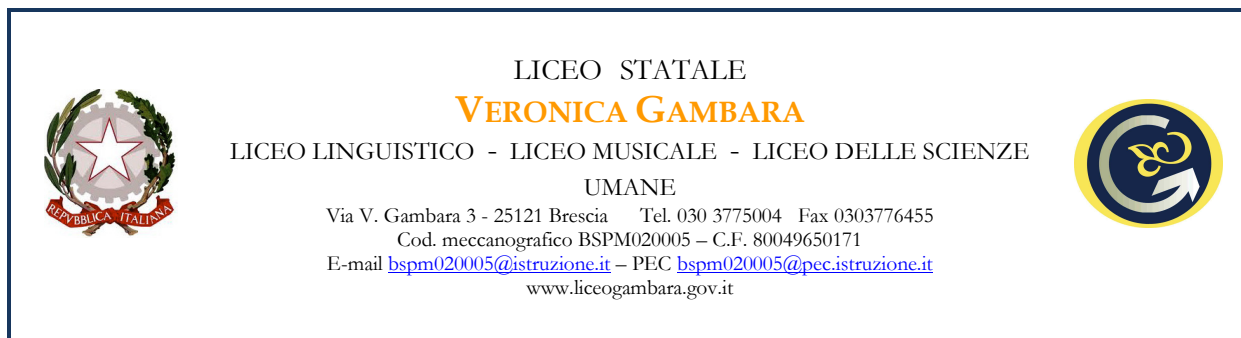 LICEO STATALE
VERONICA GAMBARA
LICEO LINGUISTICO - LICEO MUSICALE - LICEO DELLE SCIENZE
UMANE
Via V. Gambara 3 - 25121 Brescia Tel. 030 3775004 Fax 0303776455
Cod. meccanografico BSPM020005 – C.F. 80049650171
E-mail bspm020005@istruzione.it – PEC bspm020005@pec.istruzione.it
www.liceogambara.gov.it
REPVBBLICA ITALIANA